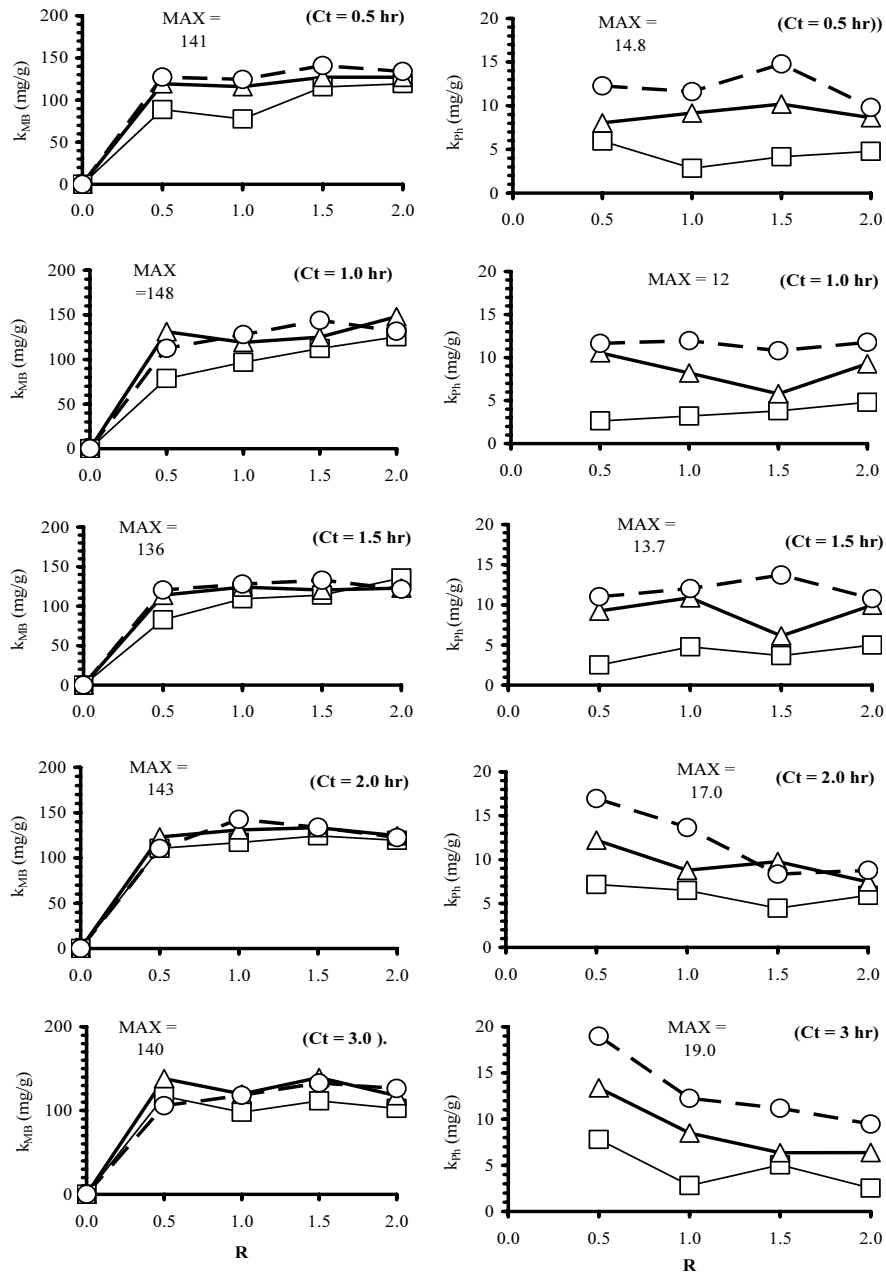 MAX =
141
(Ct = 0.5 hr)
200
150
100
50
0
k_MB (mg/g)
0.0 0.5 1.0 1.5 2.0
MAX =
14.8
(Ct = 0.5 hr))
20
15
10
5
0
k_Ph (mg/g)
0.0 0.5 1.0 1.5 2.0
MAX
=148
(Ct = 1.0 hr)
200
150
100
50
0
k_MB (mg/g)
0.0 0.5 1.0 1.5 2.0
MAX = 12
(Ct = 1.0 hr)
20
15
10
5
0
k_Ph (mg/g)
0.0 0.5 1.0 1.5 2.0
MAX =
136
(Ct = 1.5 hr)
200
150
100
50
0
k_MB (mg/g)
0.0 0.5 1.0 1.5 2.0
MAX =
13.7
(Ct = 1.5 hr)
20
15
10
5
0
k_Ph (mg/g)
0.0 0.5 1.0 1.5 2.0
MAX =
143
(Ct = 2.0 hr)
200
150
100
50
0
k_MB (mg/g)
0.0 0.5 1.0 1.5 2.0
MAX =
17.0
(Ct = 2.0 hr)
20
15
10
5
0
k_Ph (mg/g)
0.0 0.5 1.0 1.5 2.0
MAX =
140
(Ct = 3.0 ).
200
100
0
k_MB (mg/g)
0.0 0.5 1.0 1.5 2.0
R
MAX =
19.0
(Ct = 3 hr)
20
15
10
5
0
k_Ph (mg/g)
0.0 0.5 1.0 1.5 2.0
R